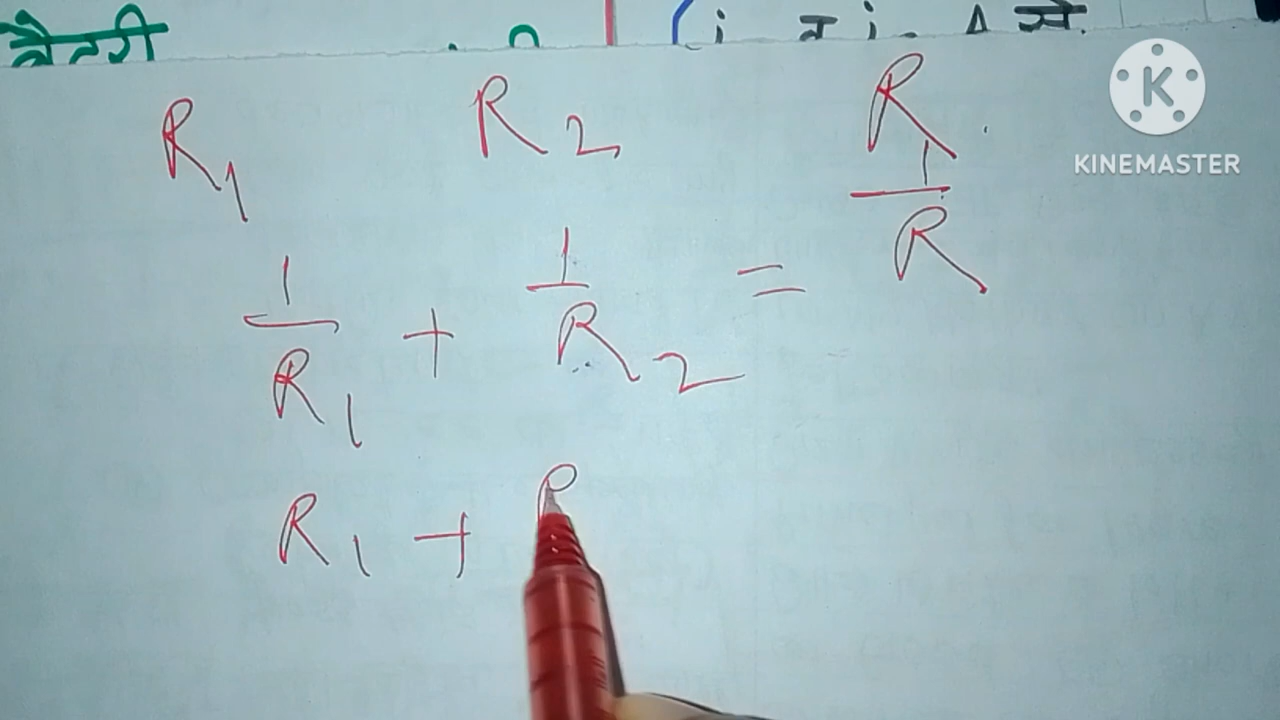 R₁ R₂ R
1/R₁ + 1/R₂ = 1/R
R₁ + R
KINEMASTER